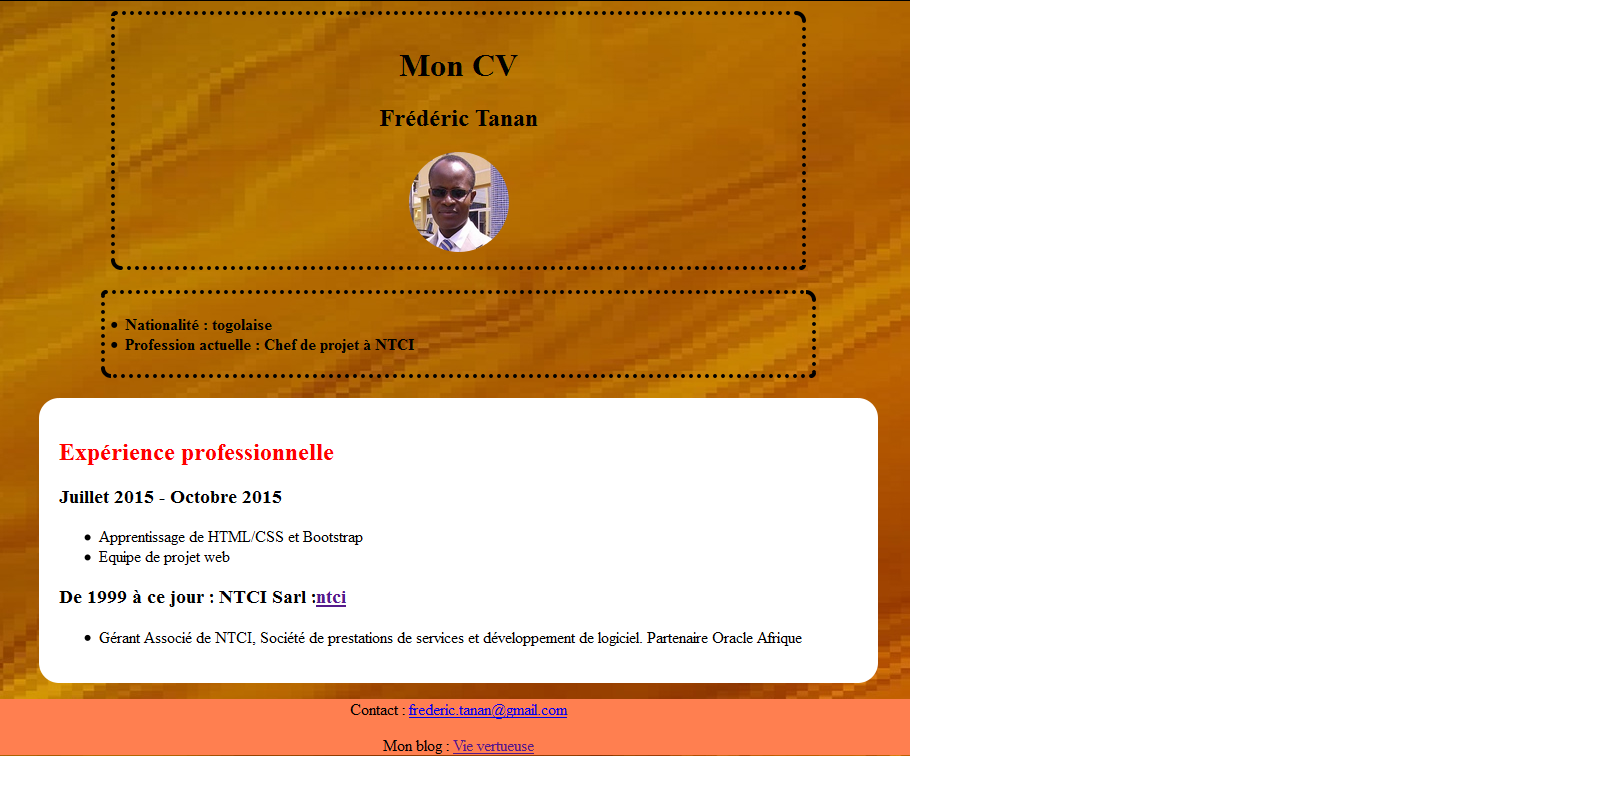 Mon CV
Frédéric Tanan
Nationalité : togolaise
Profession actuelle : Chef de projet à NTCI
Expérience professionnelle
Juillet 2015 - Octobre 2015
Apprentissage de HTML/CSS et Bootstrap
Equipe de projet web
De 1999 à ce jour : NTCI Sarl :ntci
Gérant Associé de NTCI, Société de prestations de services et développement de logiciel. Partenaire Oracle Afrique
Contact : frederic.tanan@gmail.com
Mon blog : Vie vertueuse